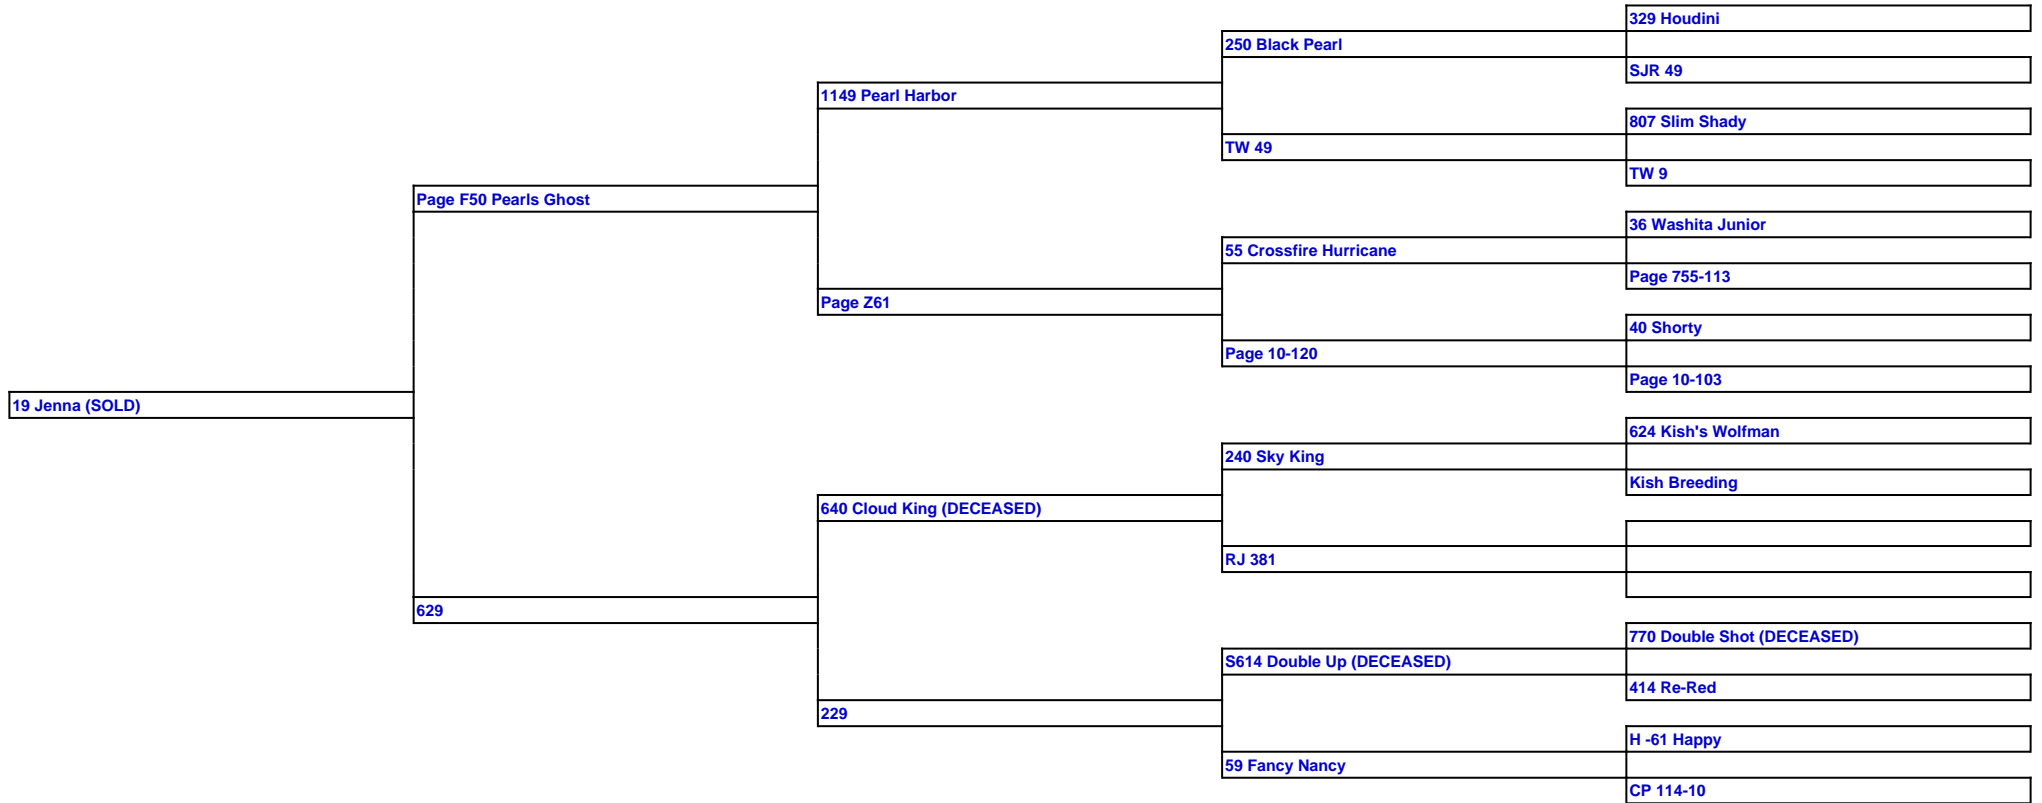 329 Houdini
250 Black Pearl
SJR 49
1149 Pearl Harbor
807 Slim Shady
TW 49
TW 9
Page F50 Pearls Ghost
36 Washita Junior
55 Crossfire Hurricane
Page 755-113
Page Z61
40 Shorty
Page 10-120
Page 10-103
19 Jenna (SOLD)
624 Kish's Wolfman
240 Sky King
Kish Breeding
640 Cloud King (DECEASED)
RJ 381
629
770 Double Shot (DECEASED)
S614 Double Up (DECEASED)
414 Re-Red
229
H -61 Happy
59 Fancy Nancy
CP 114-10